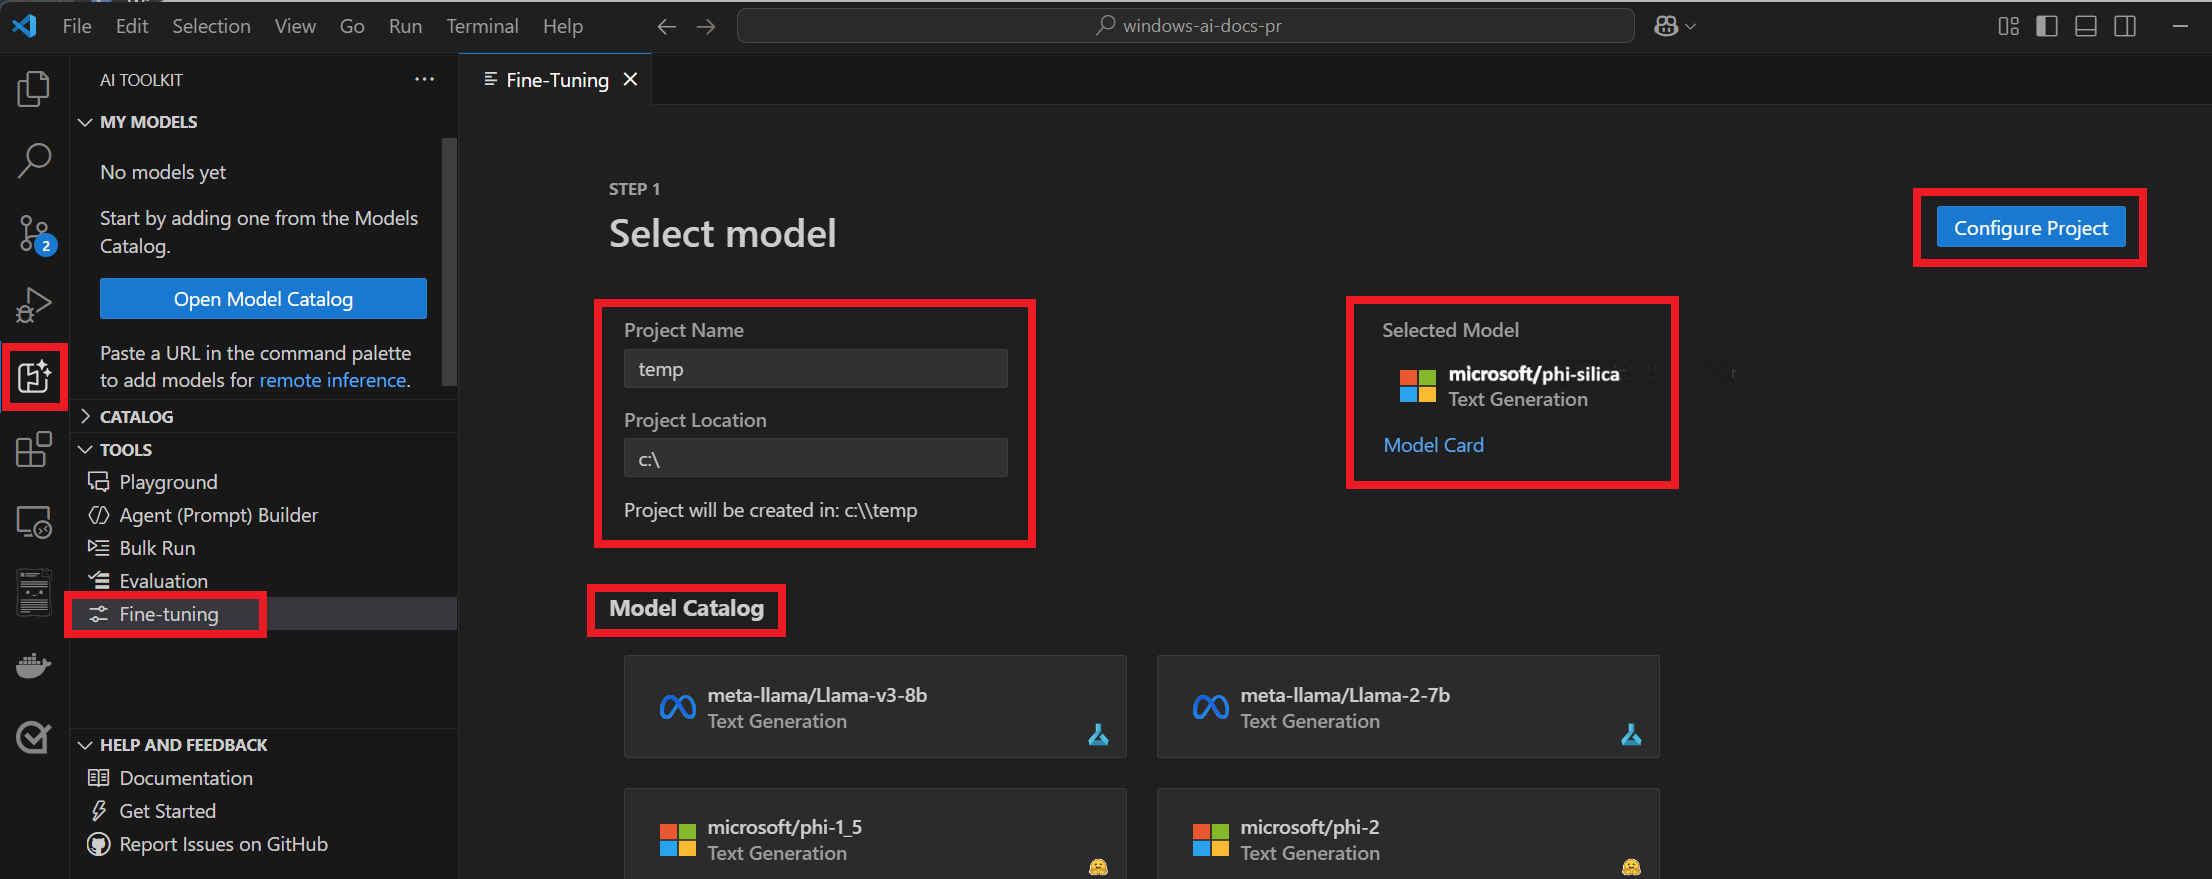 File Edit Selection View Go Run Terminal Help
windows-ai-docs-pr
AI TOOLKIT
MY MODELS
No models yet
Start by adding one from the Models
Catalog.
Open Model Catalog
Paste a URL in the command palette
to add models for remote inference.
CATALOG
TOOLS
Playground
Agent (Prompt) Builder
Bulk Run
Evaluation
Fine-tuning
HELP AND FEEDBACK
Documentation
Get Started
Report Issues on GitHub
2
Fine-Tuning
STEP 1
Select model
Configure Project
Project Name
temp
Project Location
c:\
Project will be created in: c:\\temp
Selected Model
microsoft/phi-silica
Text Generation
Model Card
Model Catalog
meta-llama/Llama-v3-8b
Text Generation
meta-llama/Llama-2-7b
Text Generation
microsoft/phi-1_5
Text Generation
microsoft/phi-2
Text Generation